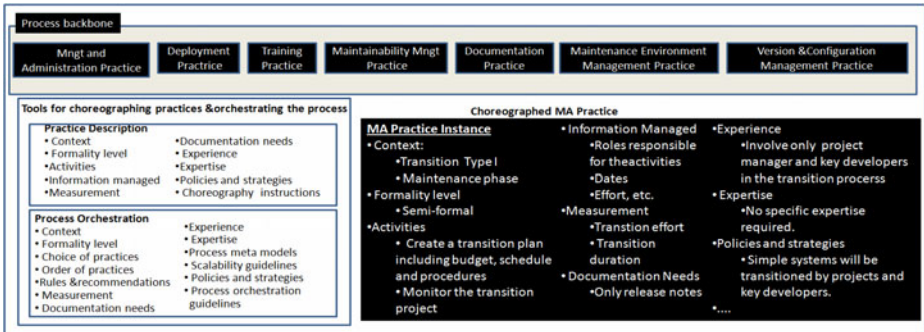 Process backbone
Mngt and
Administration Practice
Deployment
Practrice
Training
Practice
Maintainability Mngt
Practice
Documentation
Practice
Maintenance Environment
Management Practice
Version &Configuration
Management Practice
Tools for choreographing practices &orchestrating the process
Practice Description
•Context
•Formality level
•Activities
•Information managed
•Measurement
•Documentation needs
•Experience
•Expertise
•Policies and strategies
•Choreography instructions
Process Orchestration
•Context
•Formality level
•Choice of practices
•Order of practices
•Rules &recommendations
•Measurement
•Documentation needs
•Experience
•Expertise
•Process meta models
•Scalability guidelines
•Policies and strategies
•Process orchestration
guidelines
Choreographed MA Practice
MA Practice Instance
•Context:
•Transition Type I
•Maintenance phase
•Formality level
•Semi-formal
•Activities
•Create a transition plan
including budget, schedule
and procedures
•Monitor the transition
project
•Information Managed
•Roles responsible
for theactivities
•Dates
•Effort, etc.
•Measurement
•Transtion effort
•Transition
duration
•Documentation Needs
•Only release notes
•Experience
•Involve only project
manager and key developers
in the transition procerss
•Expertise
•No specific expertise
required.
•Policies and strategies
•Simple systems will be
transitioned by projects and
key developers.
•....